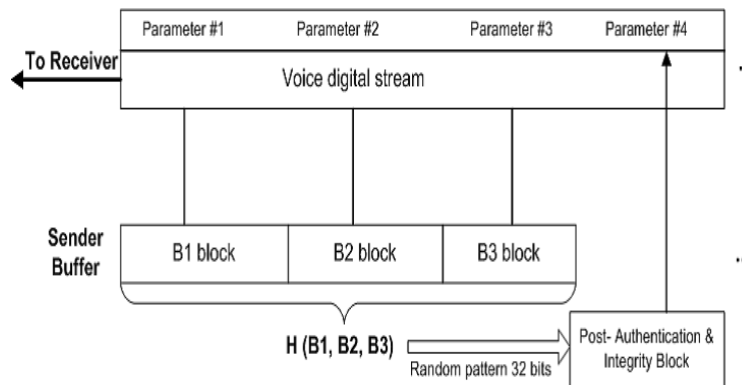 Parameter #1 Parameter #2 Parameter #3 Parameter #4
To Receiver
Voice digital stream
Sender
Buffer
B1 block B2 block B3 block
H (B1, B2, B3)
Random pattern 32 bits
Post- Authentication &
Integrity Block